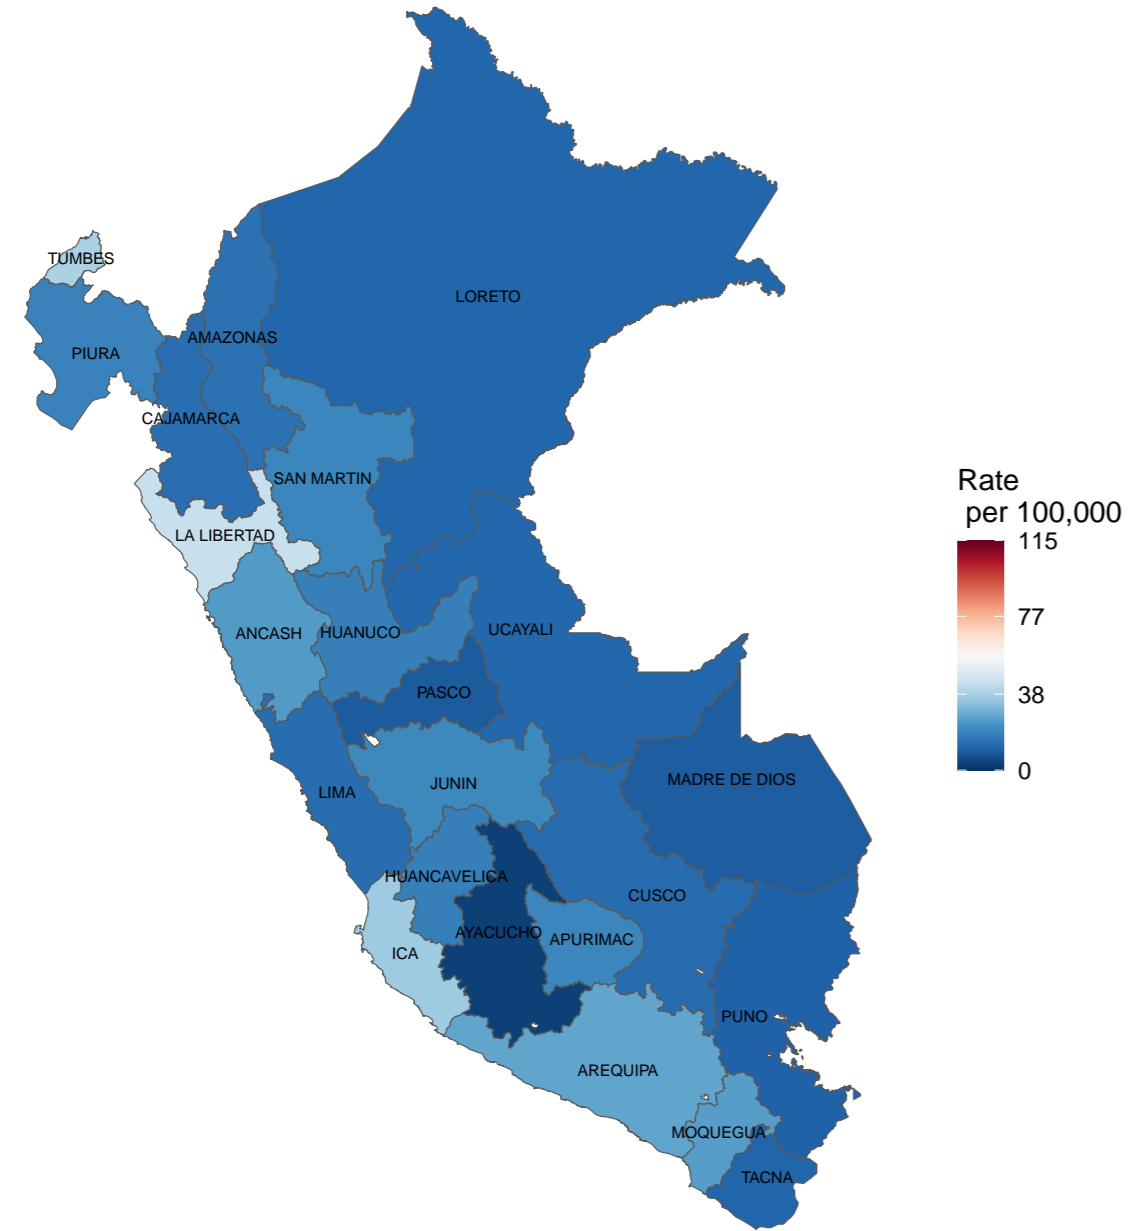 TUMBES
LORETO
AMAZONAS
PIURA
CAJAMARCA
SAN MARTIN
LA LIBERTAD
ANCASH
HUANUCO
UCAYALI
PASCO
MADRE DE DIOS
JUNIN
LIMA
HUANCAVELICA
CUSCO
AYACUCHO
APURIMAC
ICA
PUNO
AREQUIPA
MOQUEGUA
TACNA
Rate
per 100,000
115
77
38
0